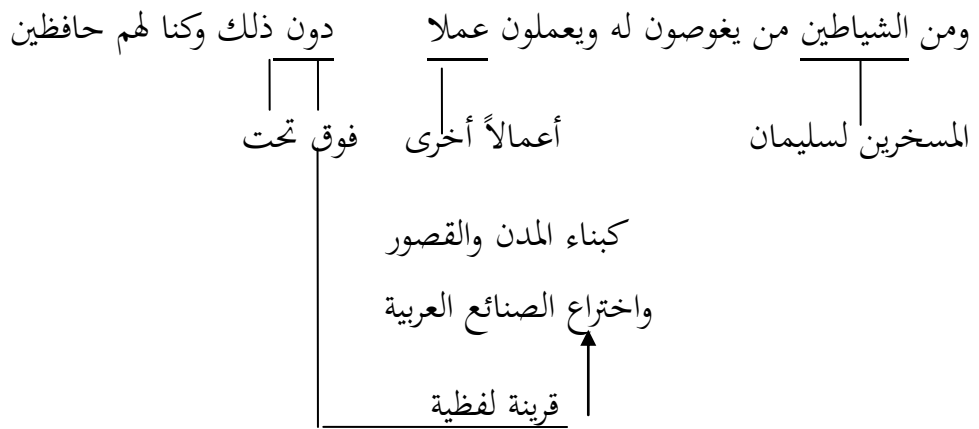 ومن الشياطين من يغوصون له ويعملون عملا دون ذلك وكنا لهم حافظين
المسخرين لسليمان أعمالاً أخرى فوق تحت
كبناء المدن والقصور
واختراع الصنائع العربية
قرينة لفظية